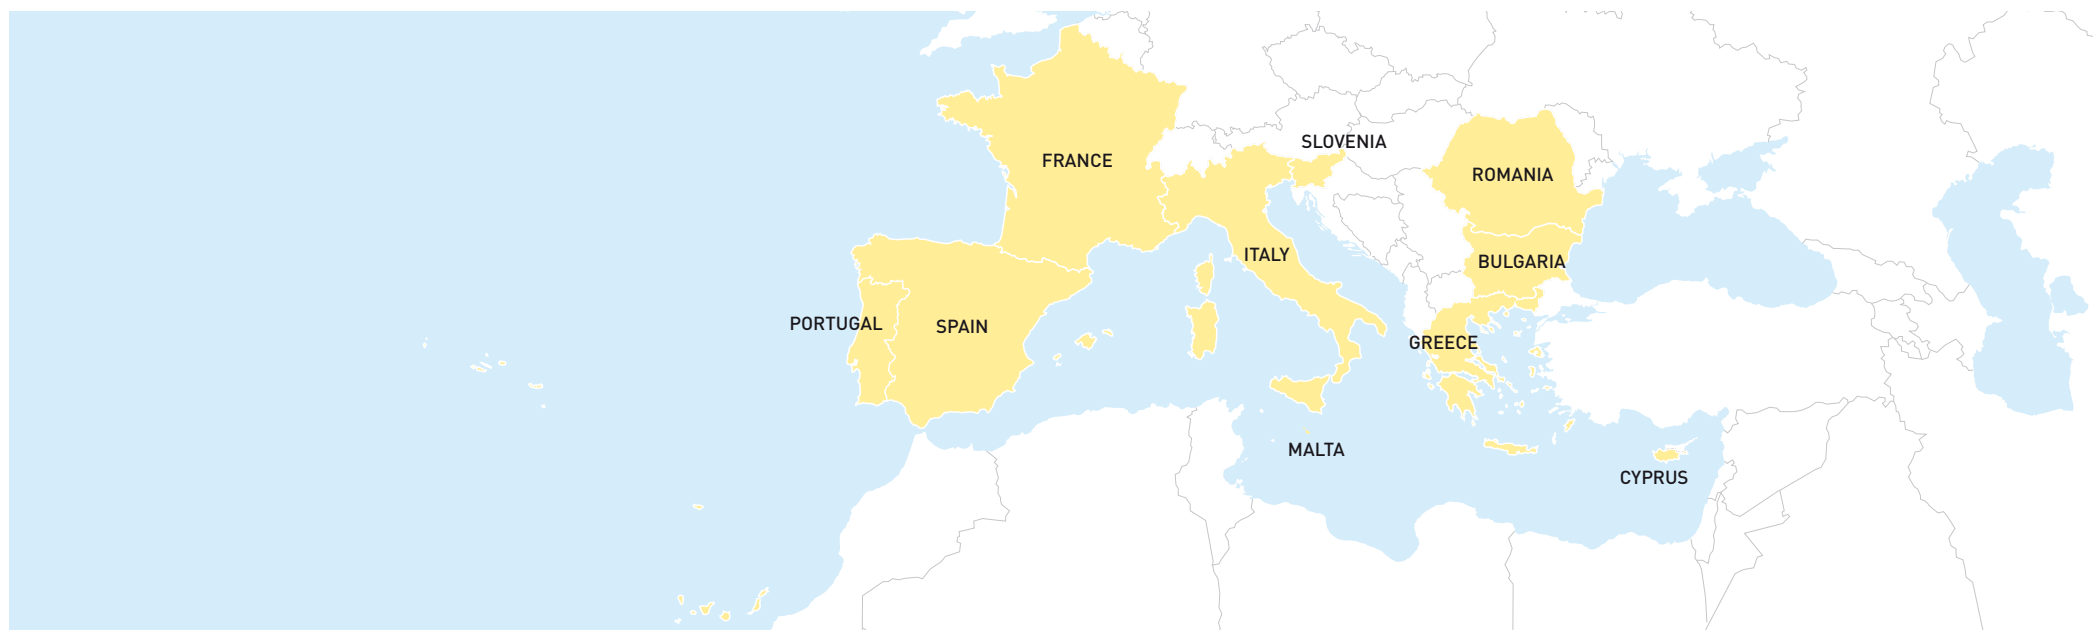 SLOVENIA
FRANCE
ROMANIA
ITALY
BULGARIA
PORTUGAL
SPAIN
GREECE
MALTA
CYPRUS